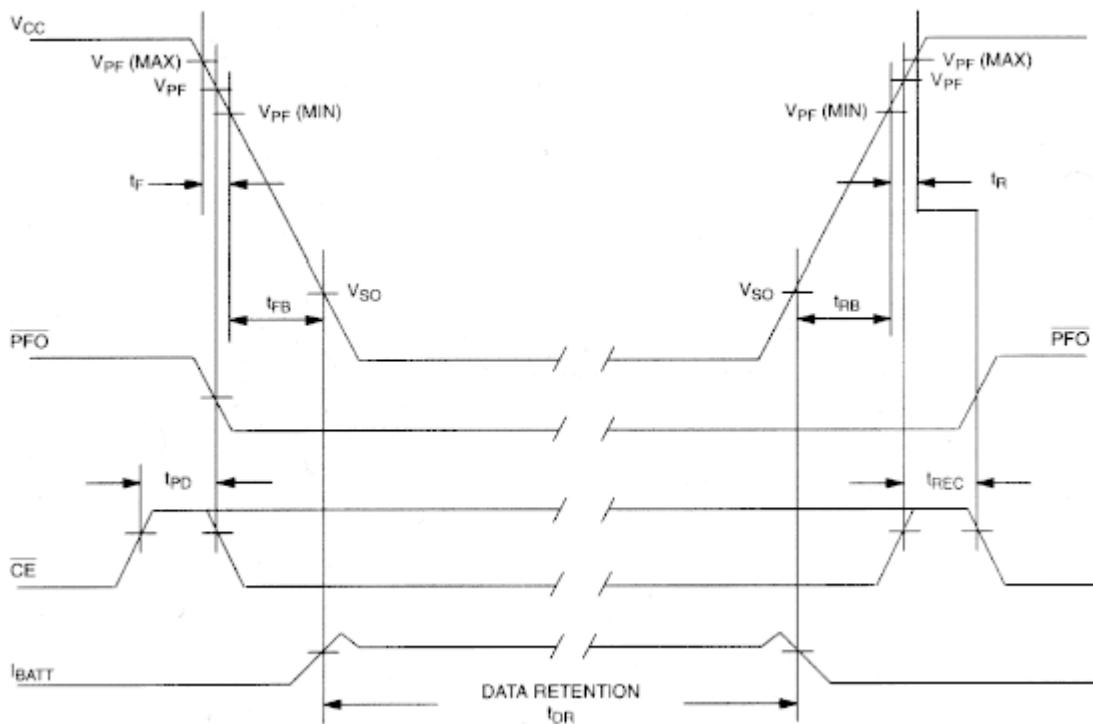 VCC
VPF (MAX)
VPF (MAX)
VPF
VPF
VPF (MIN)
VPF (MIN)
tF
tR
VSO
VSO
tFB
tRB
PFO
PFO
tPD
tREC
CE
IBATT
DATA RETENTION
tDR